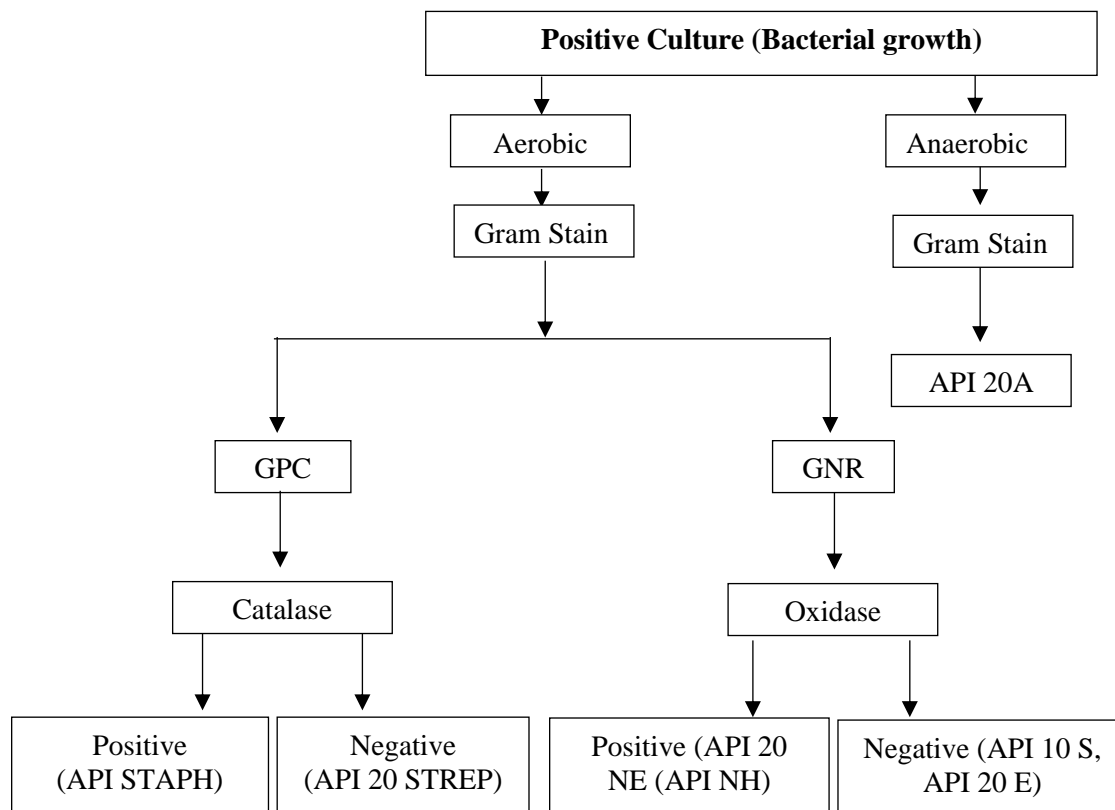 Positive Culture (Bacterial growth)
Aerobic
Anaerobic
Gram Stain
Gram Stain
API 20A
GPC
GNR
Catalase
Oxidase
Positive
(API STAPH)
Negative
(API 20 STREP)
Positive (API 20
NE (API NH)
Negative (API 10 S,
API 20 E)